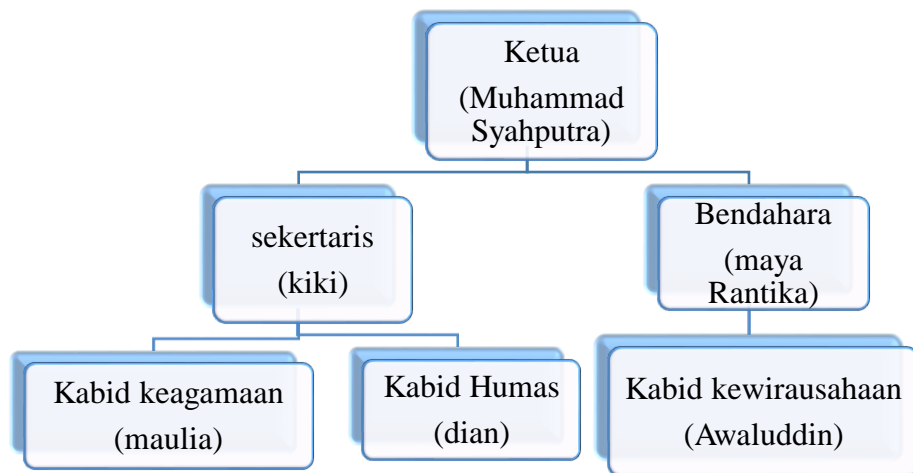 Ketua
(Muhammad
Syahputra)
sekertaris
(kiki)
Bendahara
(maya
Rantika)
Kabid keagamaan
(maulia)
Kabid Humas
(dian)
Kabid kewirausahaan
(Awaluddin)